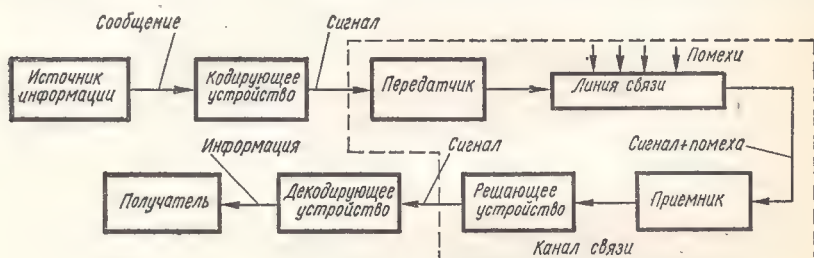 Сообщение
Сигнал
Источник
информации
Кодирующее
устройство
Передатчик
Помехи
Линия связи
Сигнал+помеха
Информация
Сигнал
Получатель
Декодирующее
устройство
Решающее
устройство
Приемник
Канал связи